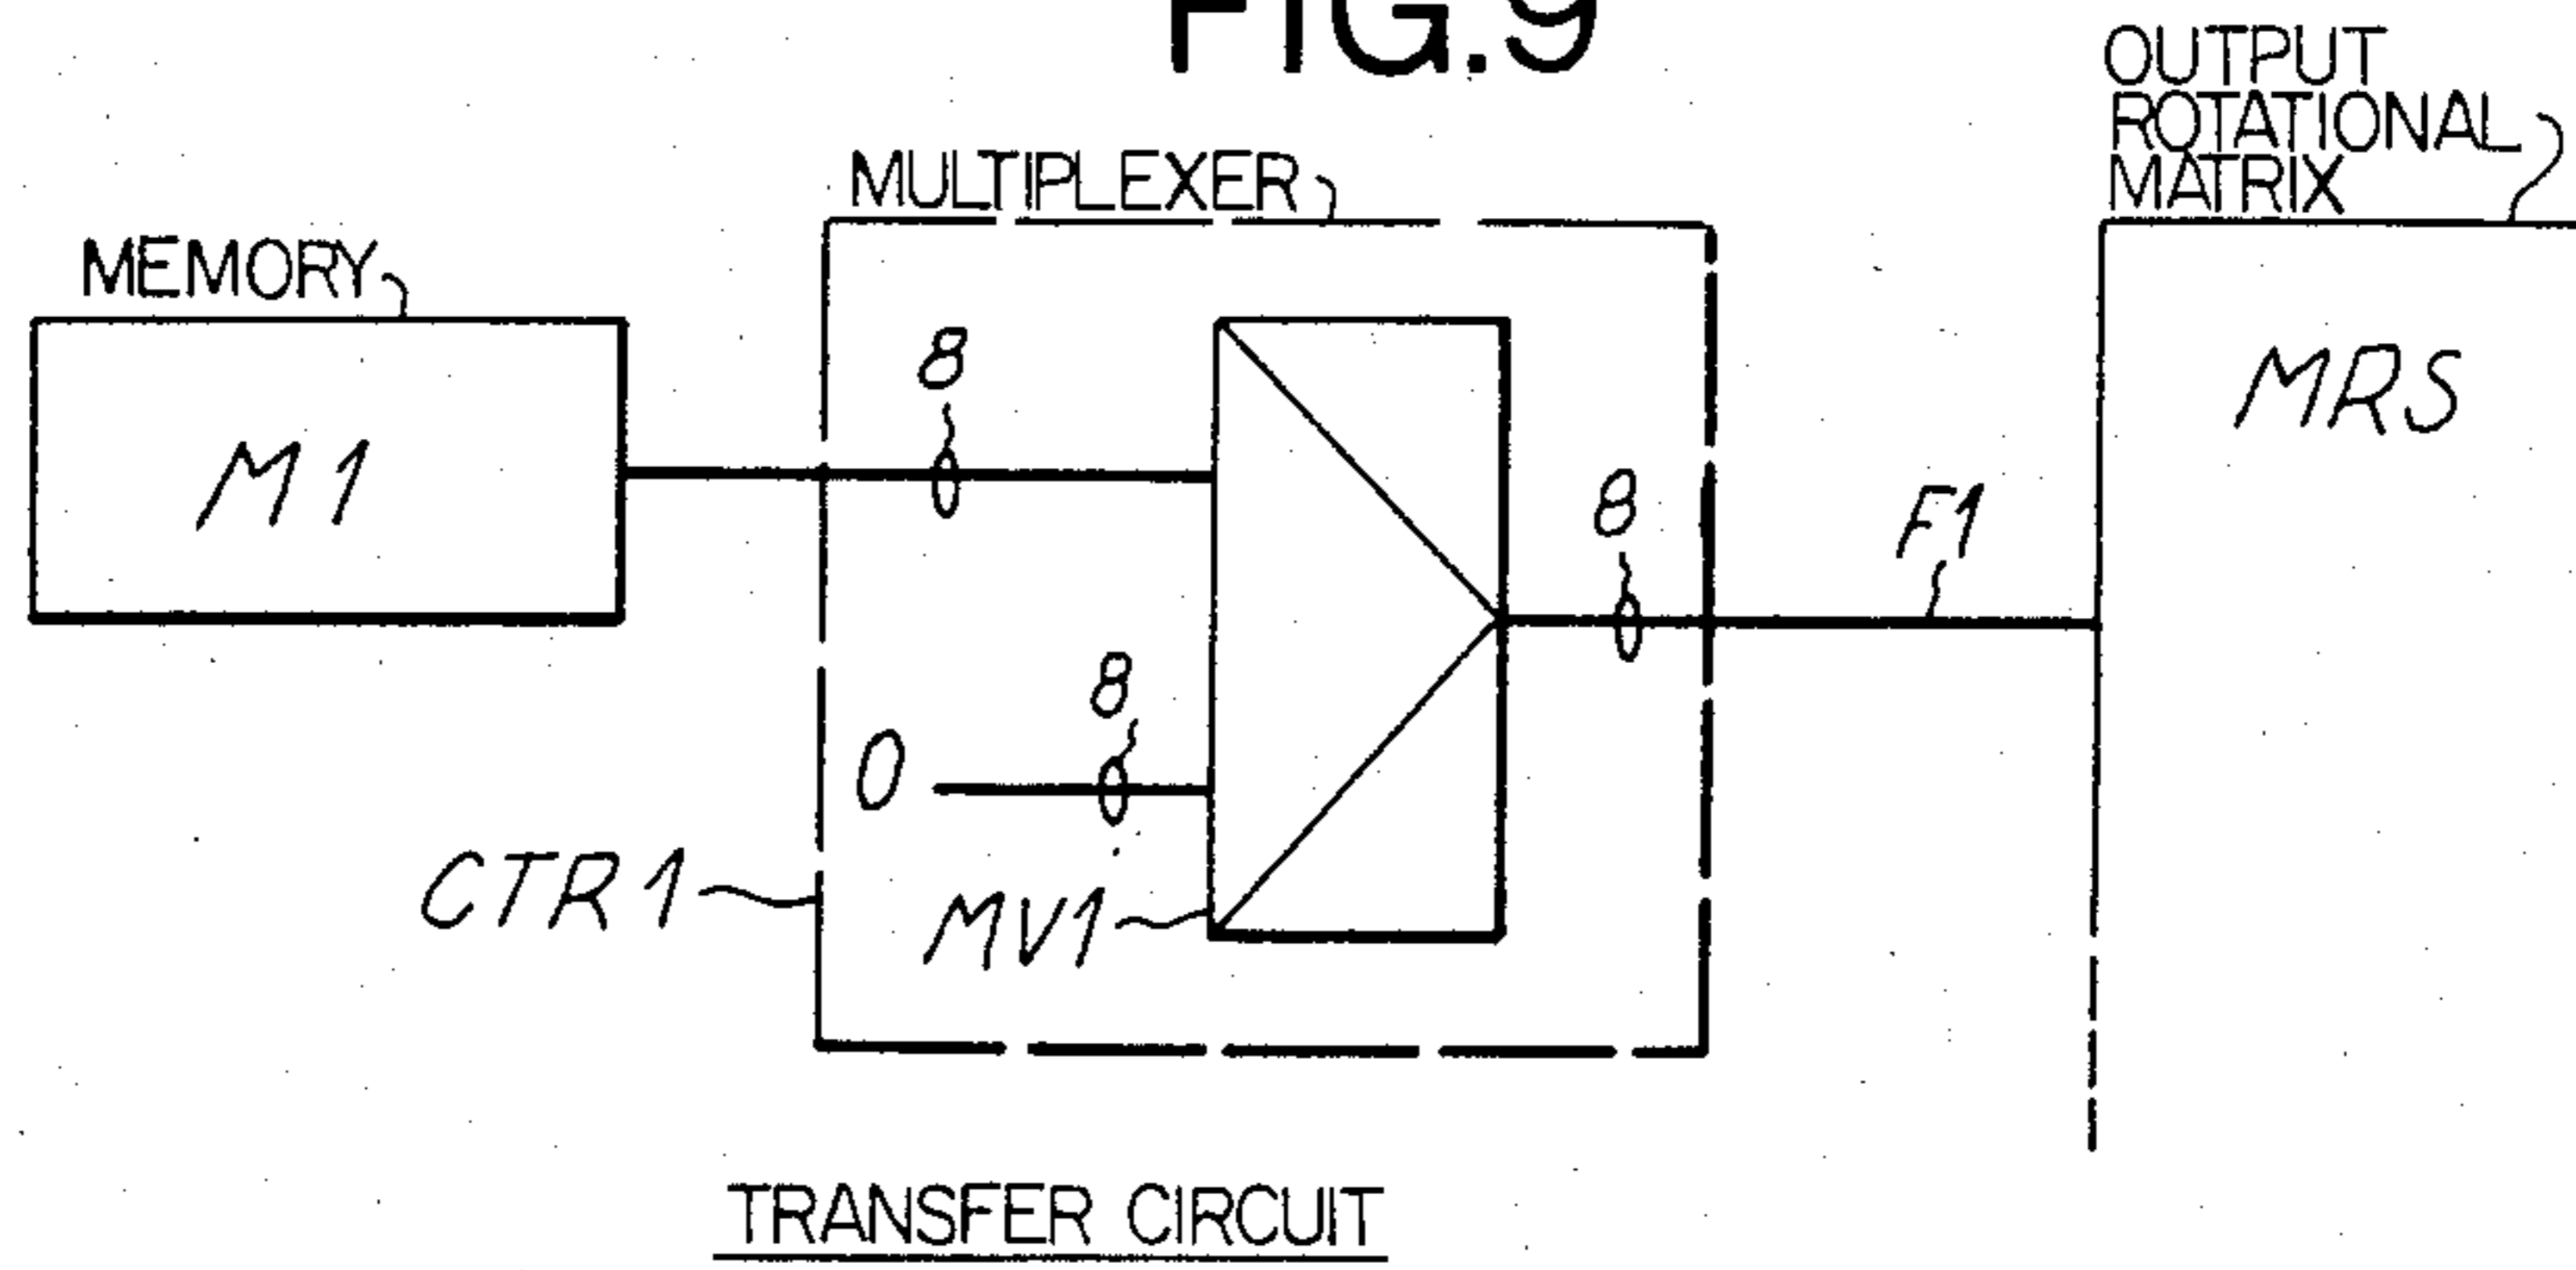 FIG.9
OUTPUT
ROTATIONAL
MATRIX
MULTIPLEXER
MEMORY
8
MRS
M1
8
F1
8
0
CTR1
MV1
TRANSFER CIRCUIT